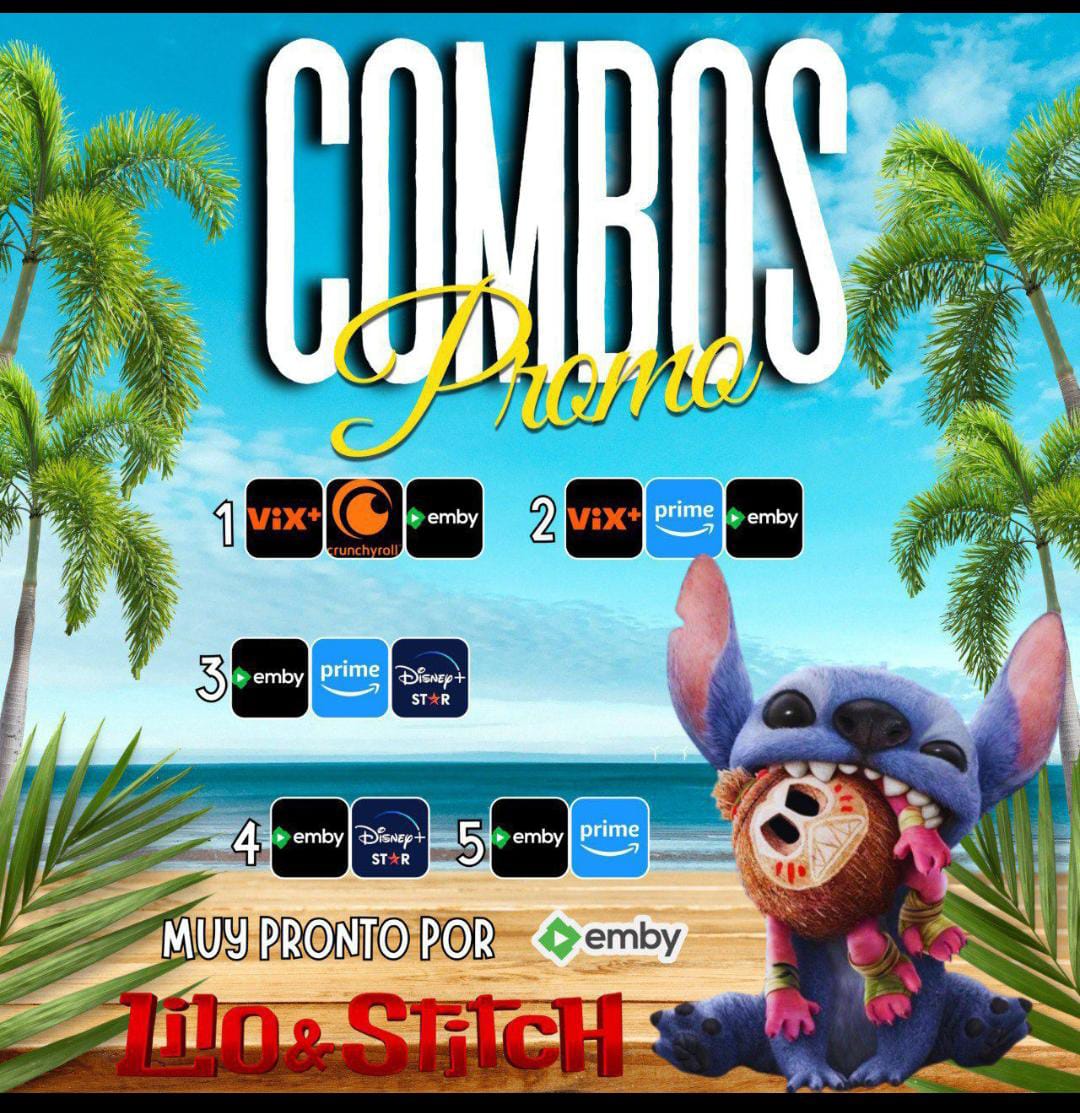 COMBOS
Promo
1 ViX+ crunchyroll emby 2 ViX+ prime emby
3 emby prime Disney+ STAR
4 emby Disney+ STAR 5 emby prime
MUY PRONTO POR emby
Lilo & Stitch